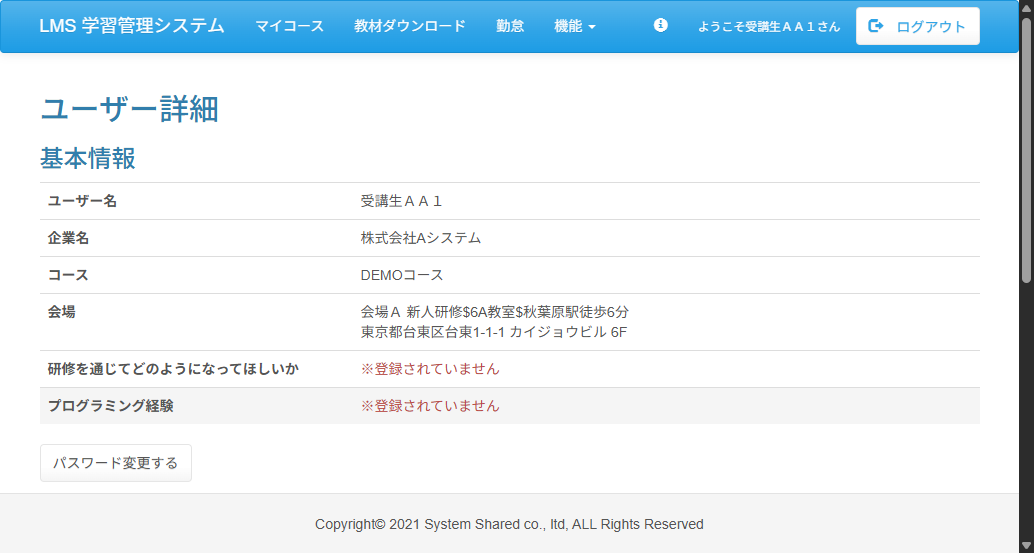 LMS 学習管理システム マイコース 教材ダウンロード 勤怠 機能 ようこそ受講生ＡＡ１さん ログアウト
ユーザー詳細
基本情報
ユーザー名 受講生ＡＡ１
企業名 株式会社Aシステム
コース DEMOコース
会場 会場Ａ 新人研修$6A教室$秋葉原駅徒歩6分
東京都台東区台東1-1-1 カイジョウビル 6F
研修を通じてどのようになってほしいか ※登録されていません
プログラミング経験 ※登録されていません
パスワード変更する
Copyright© 2021 System Shared co., ltd, ALL Rights Reserved